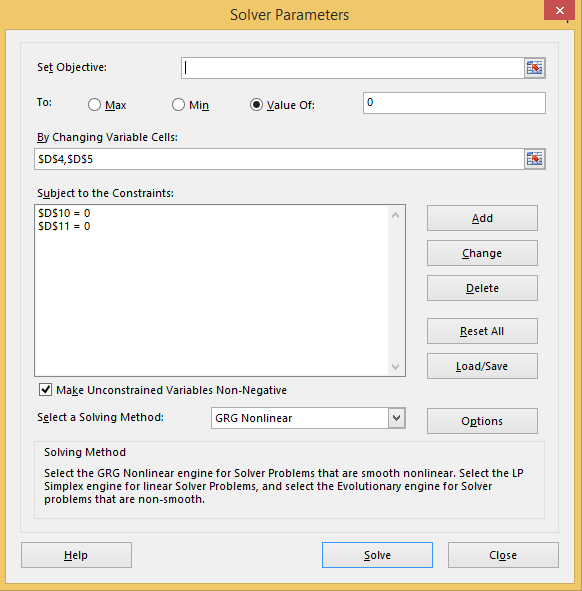 Solver Parameters
Set Objective:
To: Max Min Value Of: 0
By Changing Variable Cells:
$D$4,$D$5
Subject to the Constraints:
$D$10 = 0
$D$11 = 0
Add
Change
Delete
Reset All
Load/Save
Make Unconstrained Variables Non-Negative
Select a Solving Method: GRG Nonlinear
Options
Solving Method
Select the GRG Nonlinear engine for Solver Problems that are smooth nonlinear. Select the LP
Simplex engine for linear Solver Problems, and select the Evolutionary engine for Solver
problems that are non-smooth.
Help Solve Close